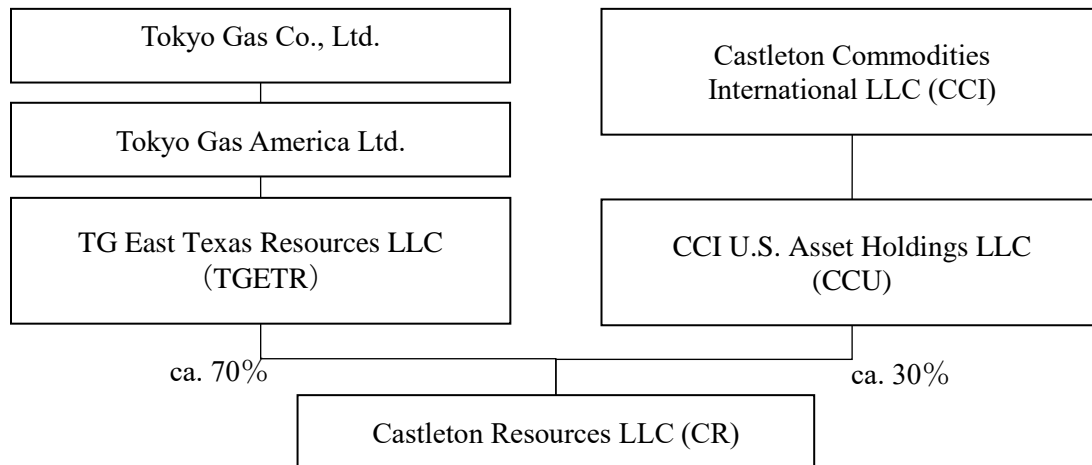 Tokyo Gas Co., Ltd.
Castleton Commodities
International LLC (CCI)
Tokyo Gas America Ltd.
TG East Texas Resources LLC
（TGETR）
CCI U.S. Asset Holdings LLC
(CCU)
ca. 70％
ca. 30％
Castleton Resources LLC (CR)